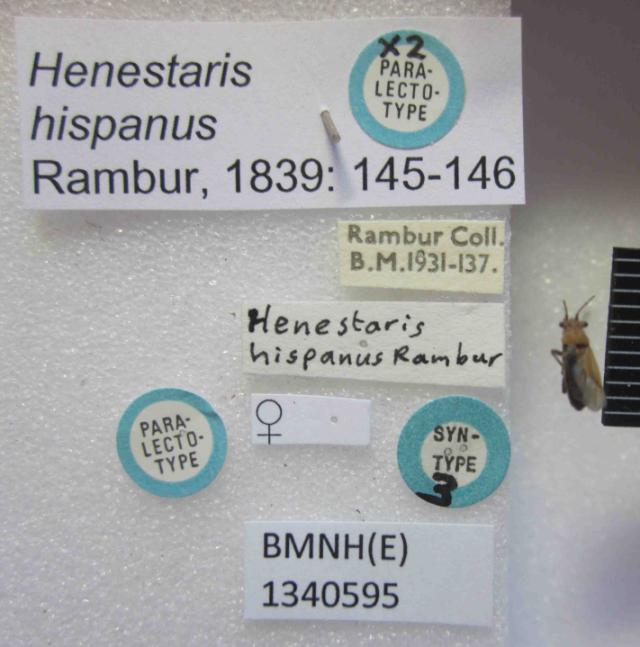 Henestaris
hispanus
Rambur, 1839: 145-146
X2
PARA-
LECTO-
TYPE
Rambur Coll.
B.M.1931-137.
Henestaris
hispanus Rambur
PARA-
LECTO-
TYPE
♀
SYN-
TYPE
3
BMNH(E)
1340595